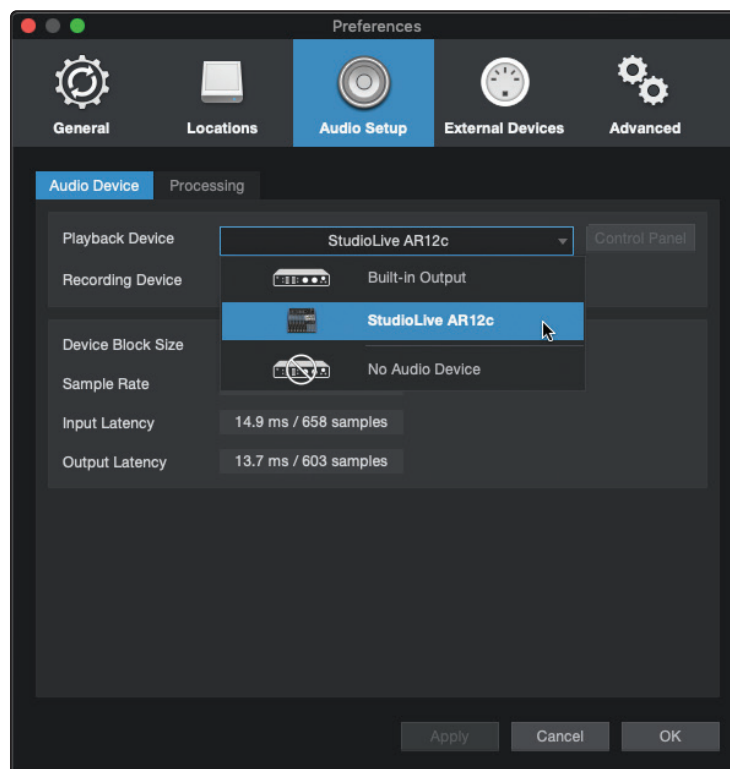 Preferences
General Locations Audio Setup External Devices Advanced
Audio Device Processing
Playback Device StudioLive AR12c Control Panel
Recording Device Built-in Output
StudioLive AR12c
Device Block Size
No Audio Device
Sample Rate
Input Latency 14.9 ms / 658 samples
Output Latency 13.7 ms / 603 samples
Apply Cancel OK